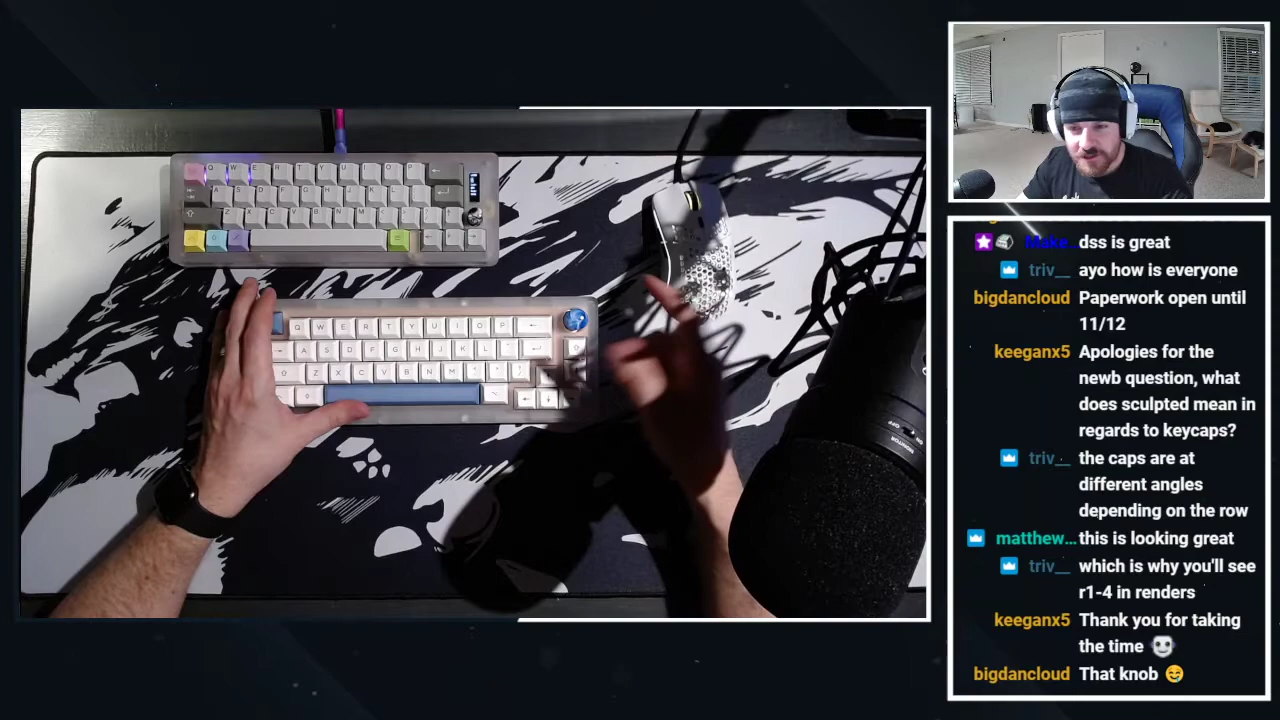 Make… dss is great
triv__ ayo how is everyone
bigdancloud Paperwork open until
11/12
keeganx5 Apologies for the
newb question, what
does sculpted mean in
regards to keycaps?
triv__ the caps are at
different angles
depending on the row
matthew… this is looking great
triv__ which is why you'll see
r1-4 in renders
keeganx5 Thank you for taking
the time
bigdancloud That knob
Q W E R T Y U I O P
A S D F G H J K L
Z X C V B N M
MONITOR
OFF